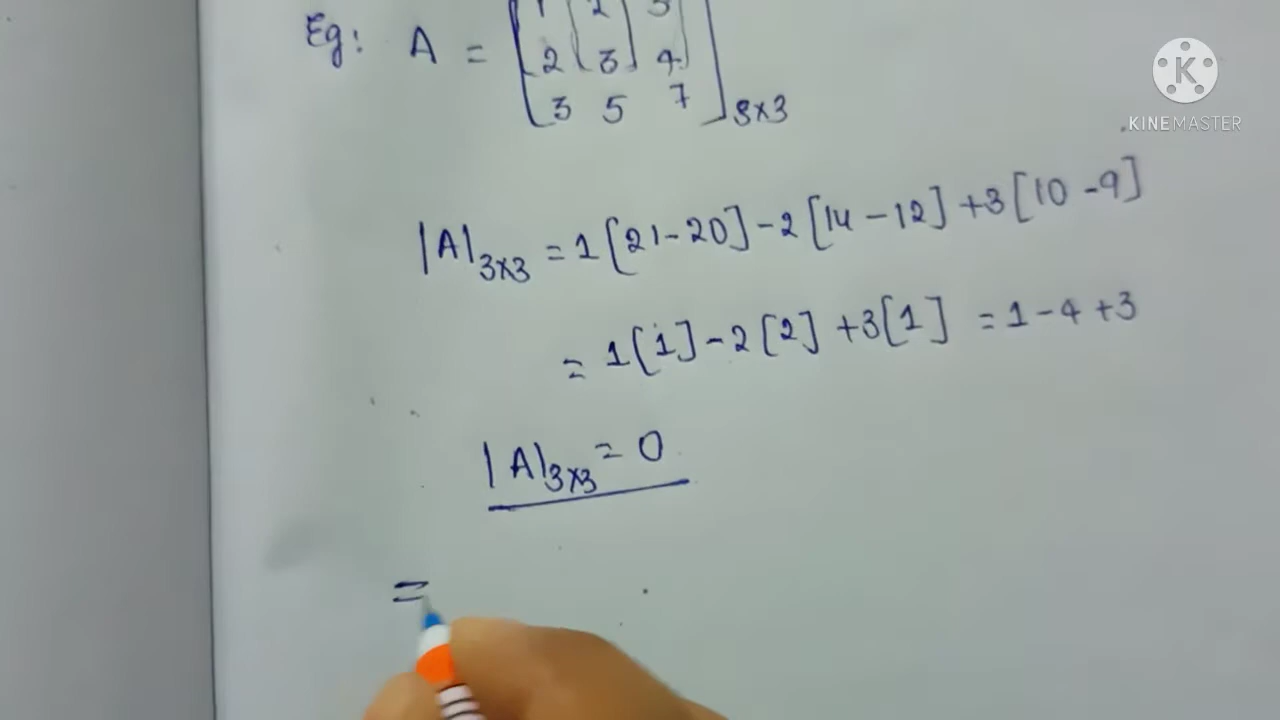 Eg: A = [1 2 3
2 3 4
3 5 7]3x3
K
KINEMASTER
|A|3x3 = 1[21-20] -2[14-12] +3[10-9]
= 1[1] -2[2] +3[1] = 1-4+3
|A|3x3 = 0
=